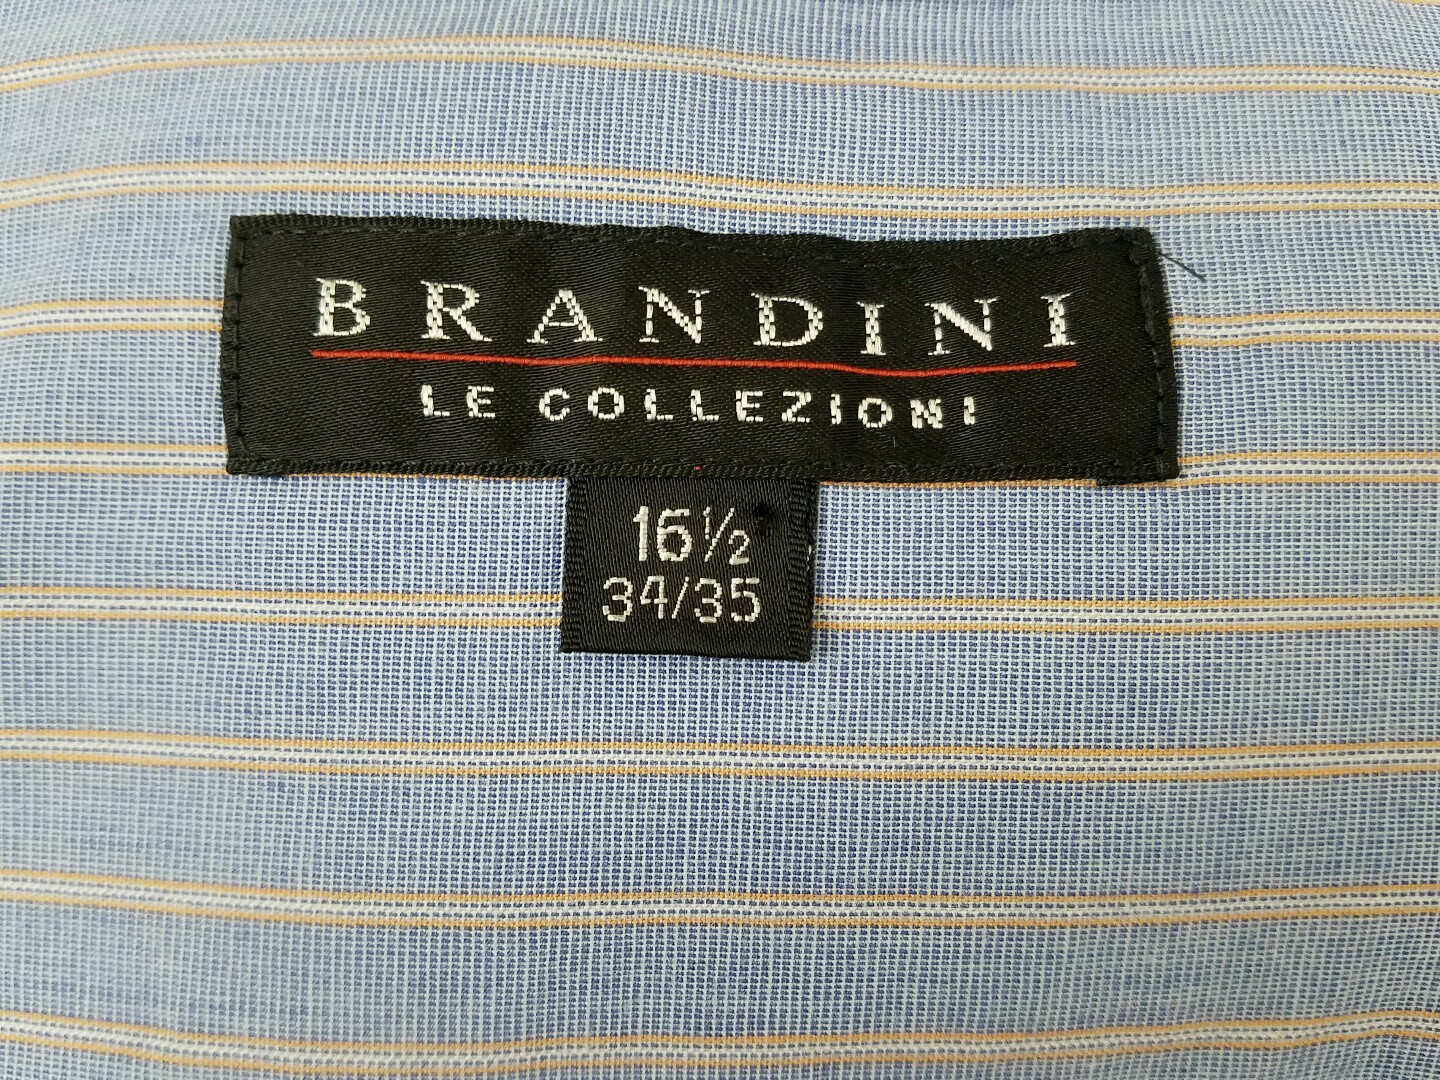 BRANDINI
LE COLLEZIONI
16½
34/35